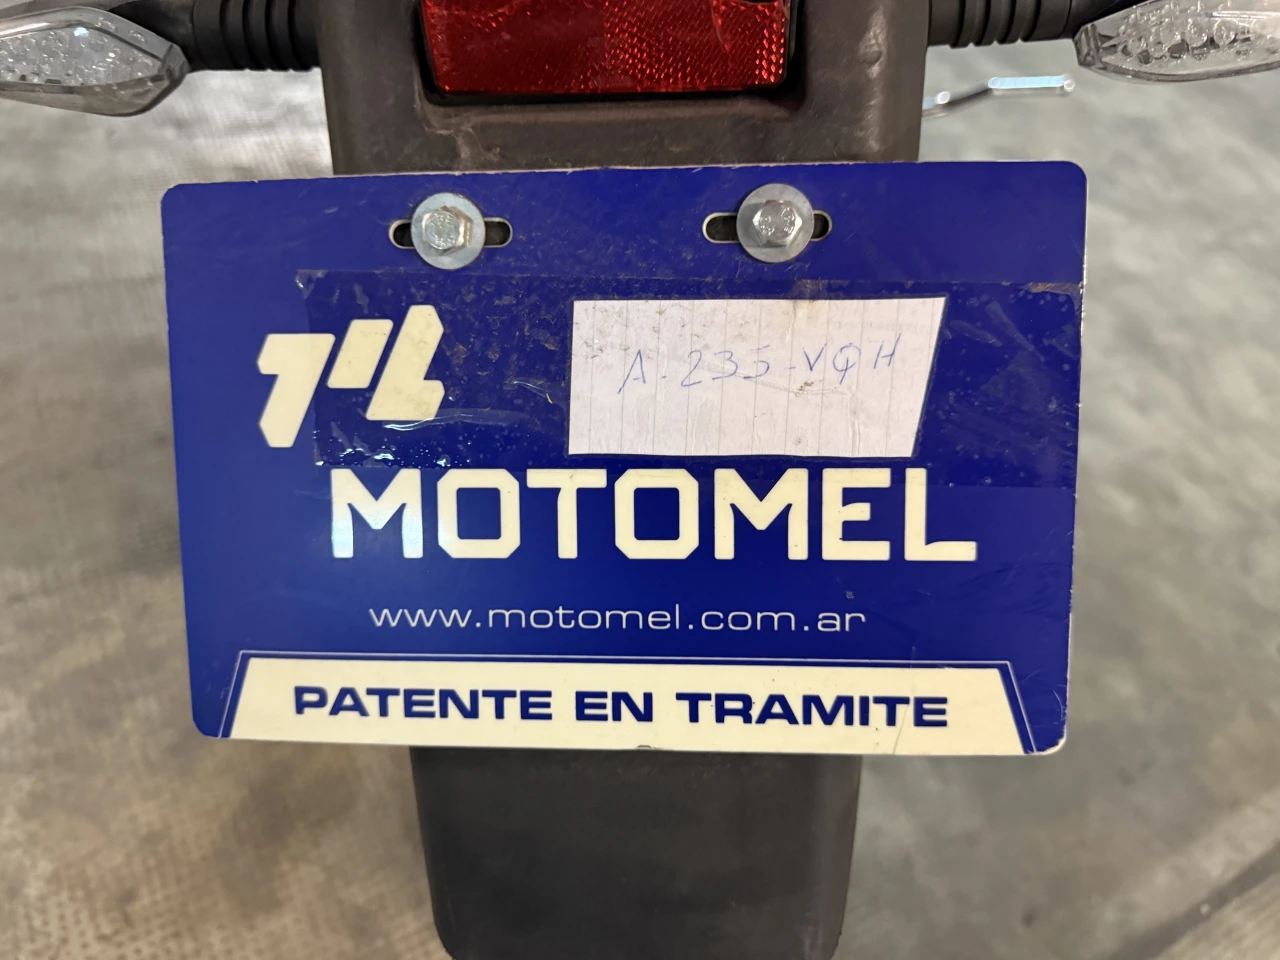 A-235-VQH
MOTOMEL
www.motomel.com.ar
PATENTE EN TRAMITE